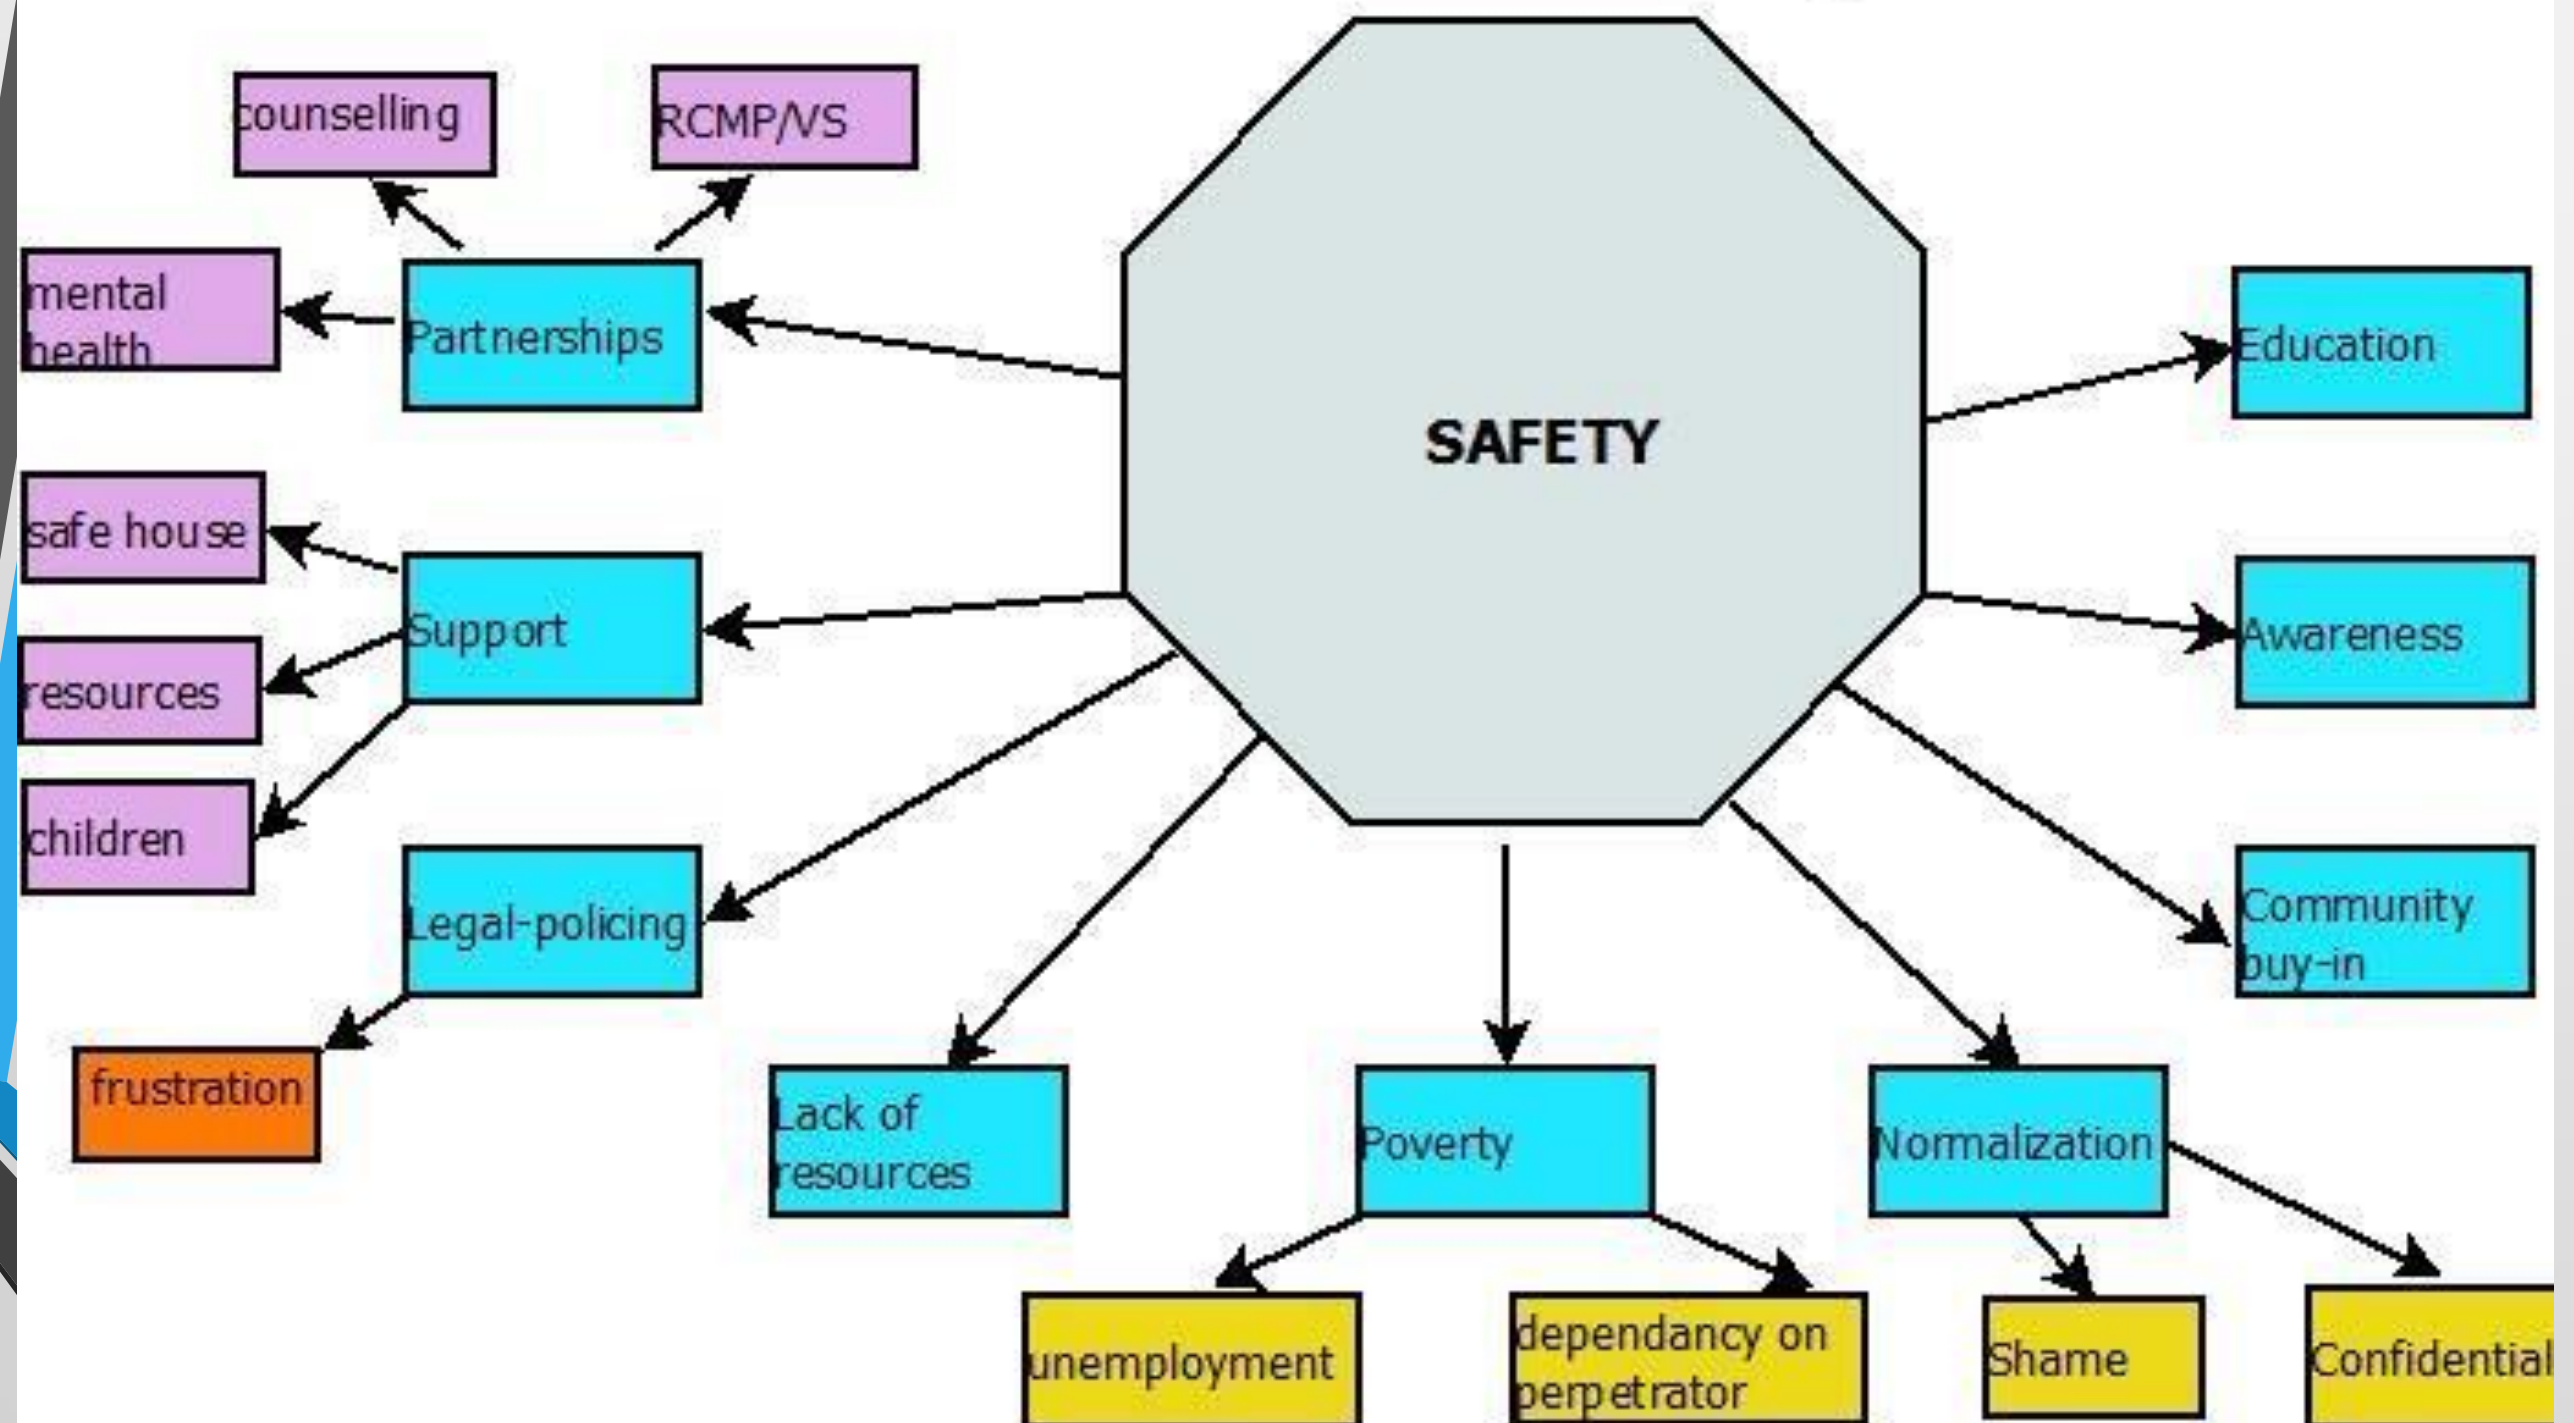 counselling
RCMP/VS
mental
health
Partnerships
SAFETY
Education
safe house
Support
Awareness
resources
children
Legal-policing
Community
buy-in
frustration
Lack of
resources
Poverty
Normalization
unemployment
dependancy on
perpetrator
Shame
Confidential